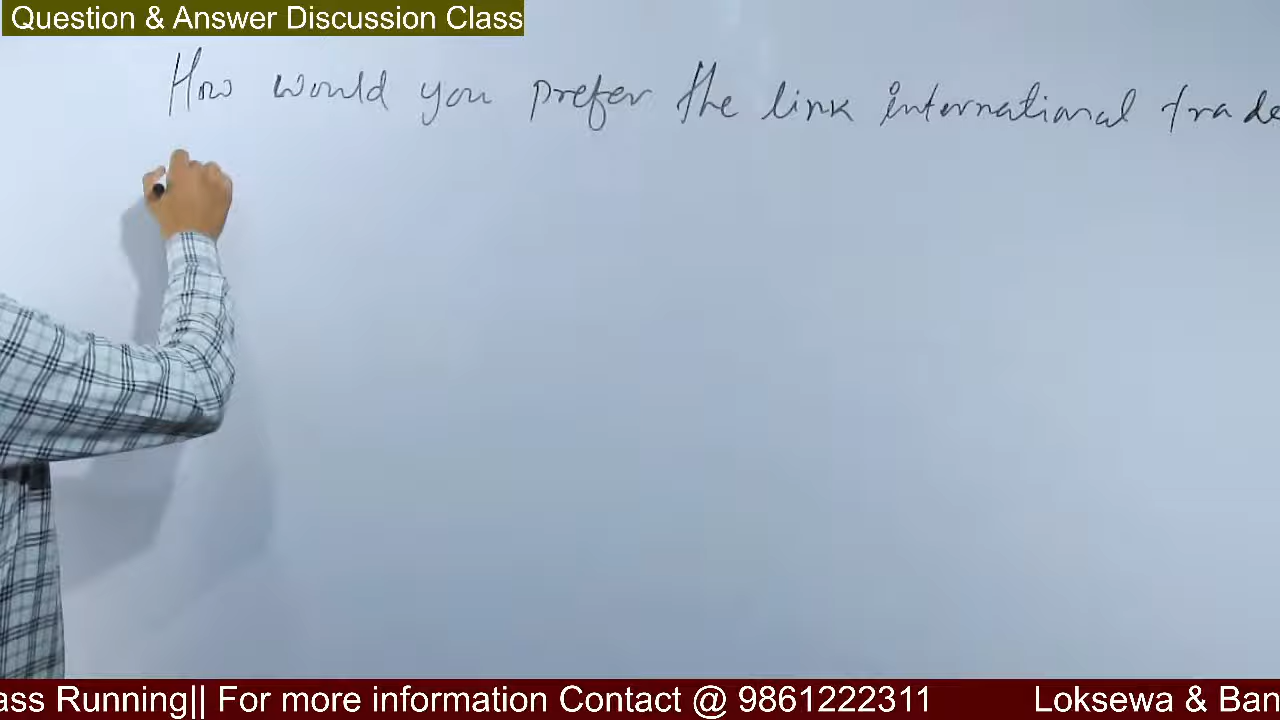 Question & Answer Discussion Class
How would you prefer the link international trade
ass Running|| For more information Contact @ 9861222311 Loksewa & Ban